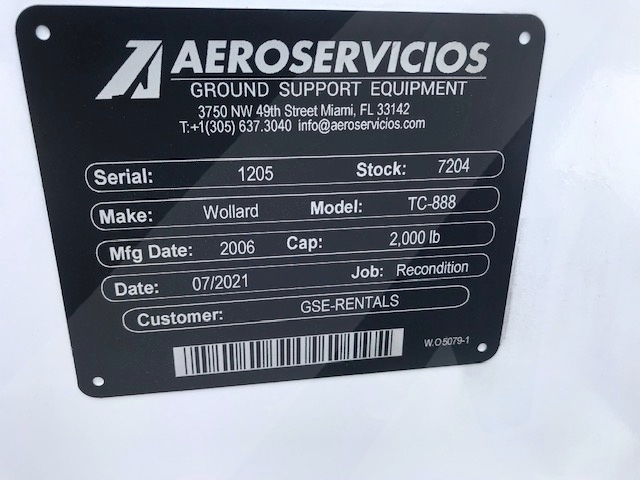 AEROSERVICIOS
GROUND SUPPORT EQUIPMENT
3750 NW 49th Street Miami, FL 33142
T:+1(305) 637.3040 info@aeroservicios.com
Serial: 1205 Stock: 7204
Make: Wollard Model: TC-888
Mfg Date: 2006 Cap: 2,000 lb
Date: 07/2021 Job: Recondition
Customer: GSE-RENTALS
W.O5079-1